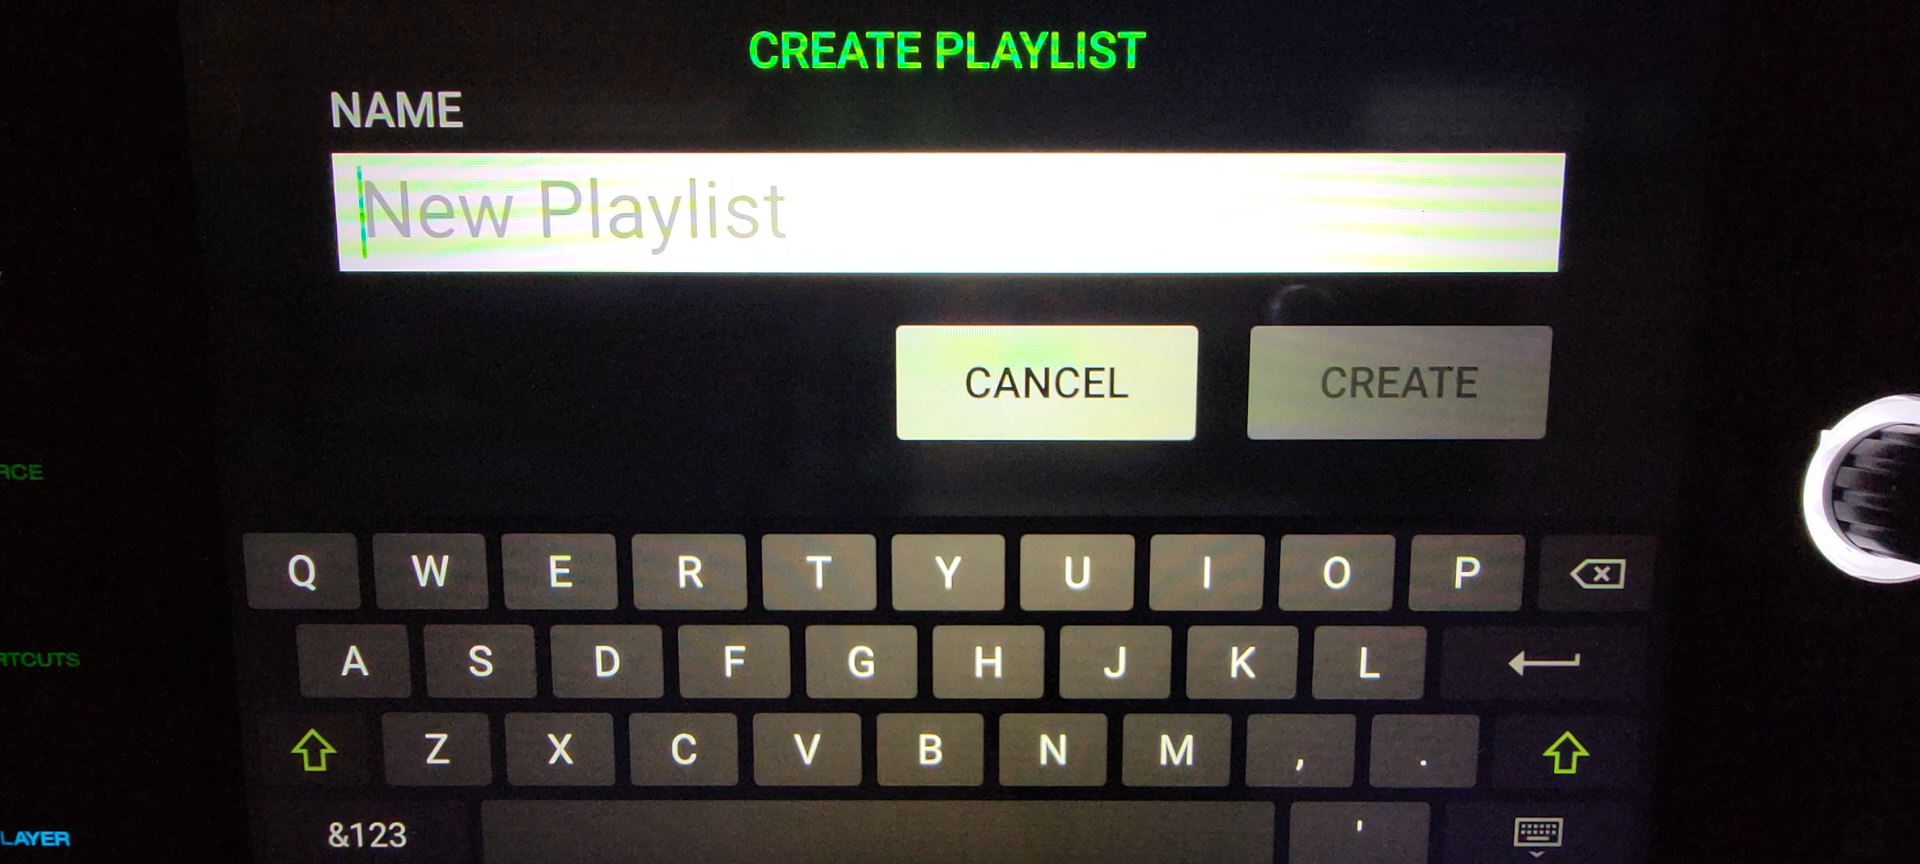 CREATE PLAYLIST
NAME
New Playlist
CANCEL CREATE
Q W E R T Y U I O P
RCE
A S D F G H J K L
RTCUTS
Z X C V B N M , .
&123 '
LAYER